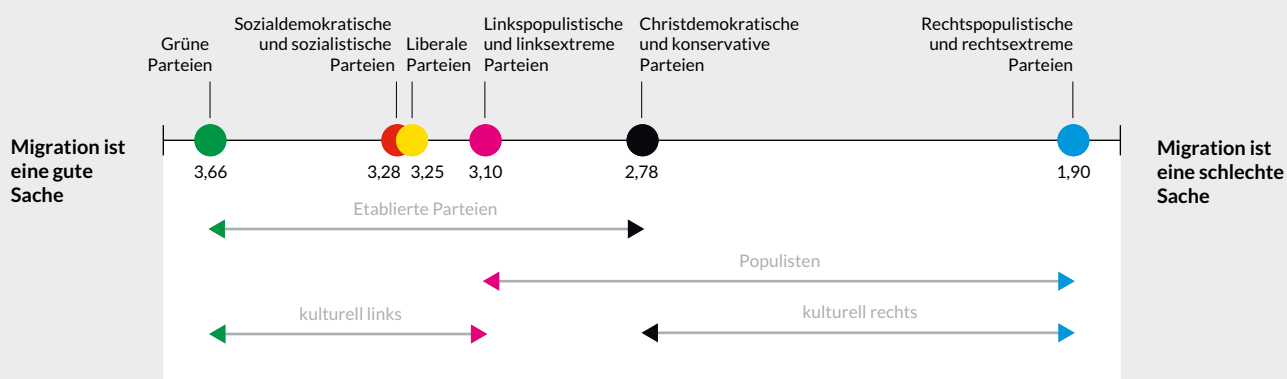 Grüne
Parteien
Sozialdemokratische
und sozialistische
Parteien
Liberale
Parteien
Linkspopulistische
und linksextreme
Parteien
Christdemokratische
und konservative
Parteien
Rechtspopulistische
und rechtsextreme
Parteien
Migration ist
eine gute
Sache
3,66
3,28
3,25
3,10
2,78
1,90
Migration ist
eine schlechte
Sache
Etablierte Parteien
Populisten
kulturell links
kulturell rechts